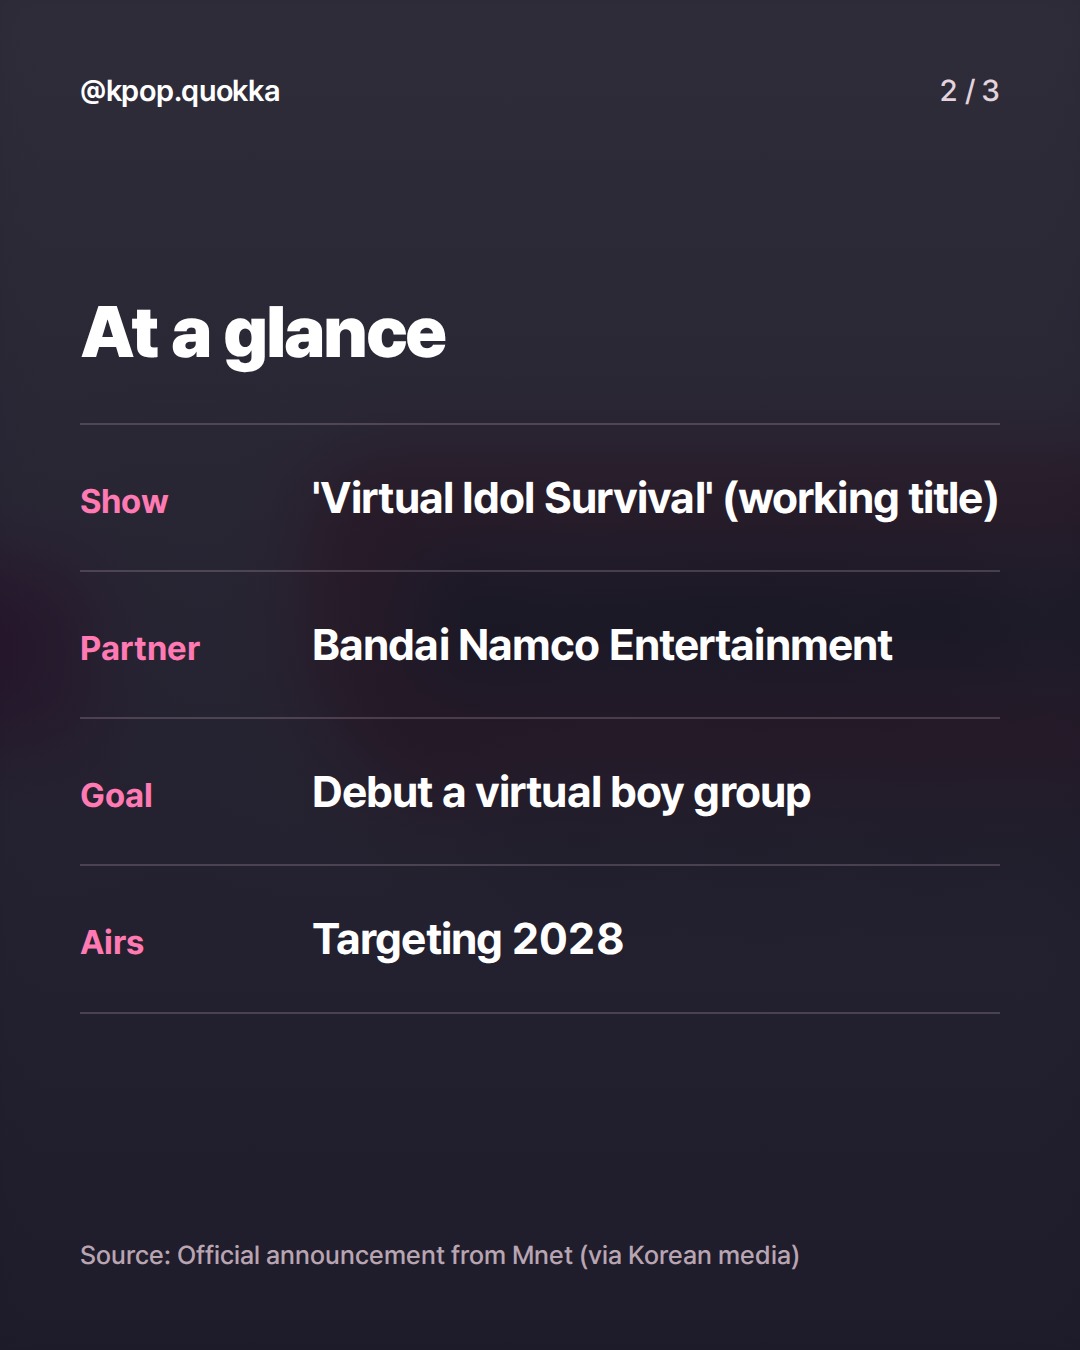 @kpop.quokka
2 / 3
At a glance
Show
'Virtual Idol Survival' (working title)
Partner
Bandai Namco Entertainment
Goal
Debut a virtual boy group
Airs
Targeting 2028
Source: Official announcement from Mnet (via Korean media)